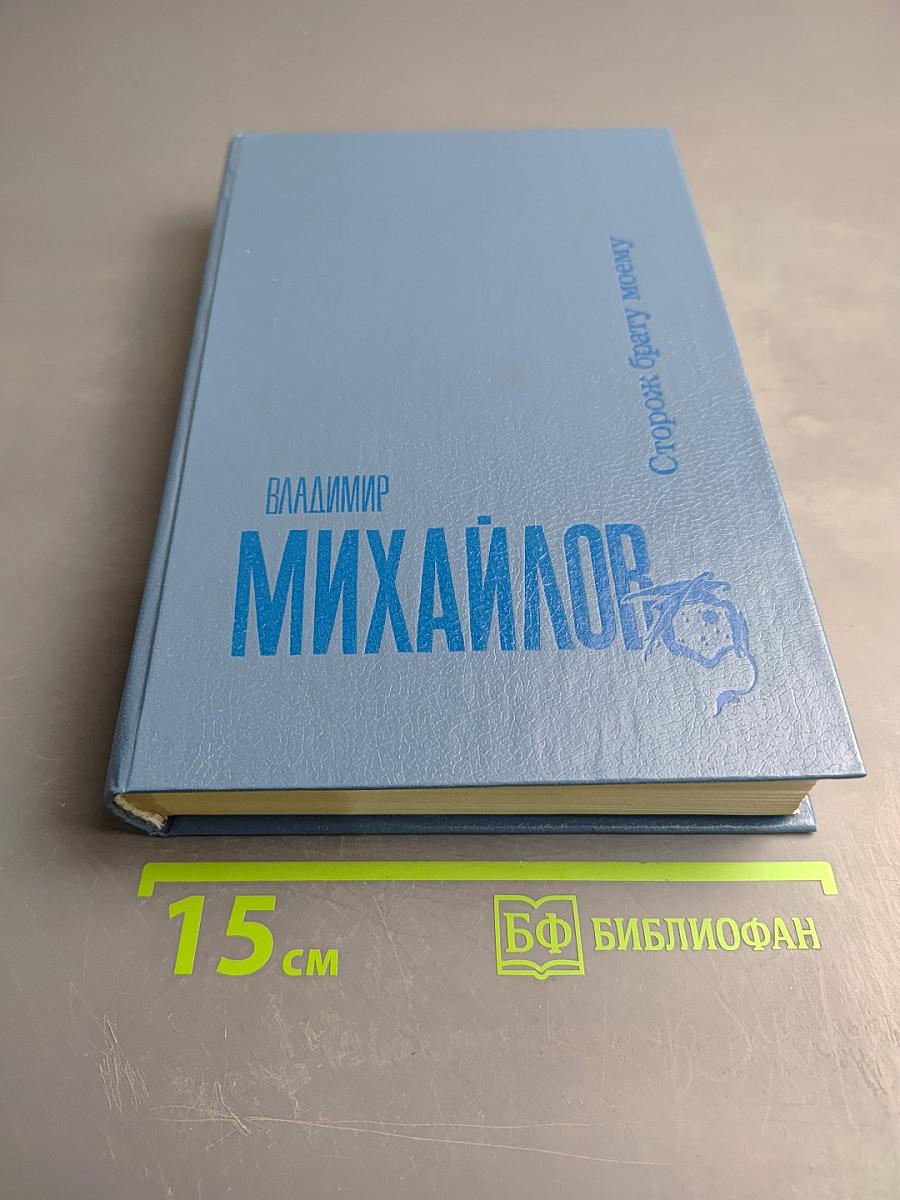 Сторож брату моему
ВЛАДИМИР
МИХАЙЛОВ
15 см
БФ БИБЛИОФАН